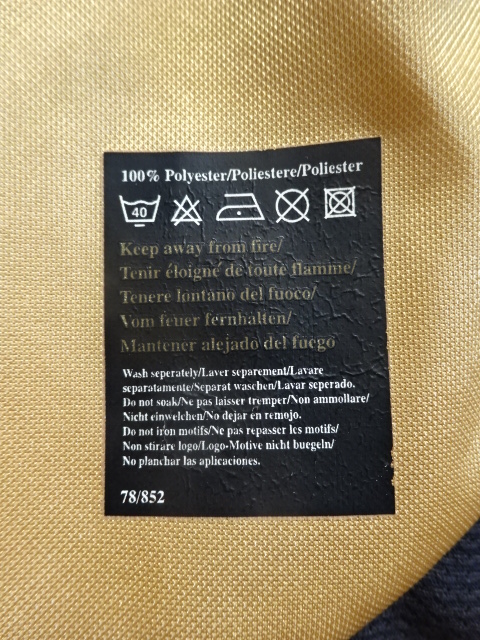 100% Polyester/Poliestere/Poliester
40
Keep away from fire/
Tenir éloigné de toute flamme/
Tenere lontano del fuoco/
Vom feuer fernhalten/
Mantener alejado del fuego
Wash seperately/Laver separement/Lavare
separatamente/Separat waschen/Lavar seperado.
Do not soak/Ne pas laisser tremper/Non ammollare/
Nicht einweichen/No dejar en remojo.
Do not iron motifs/Ne pas repasser les motifs/
Non stirare logo/Logo-Motive nicht buegeln/
No planchar las aplicaciones.
78/852